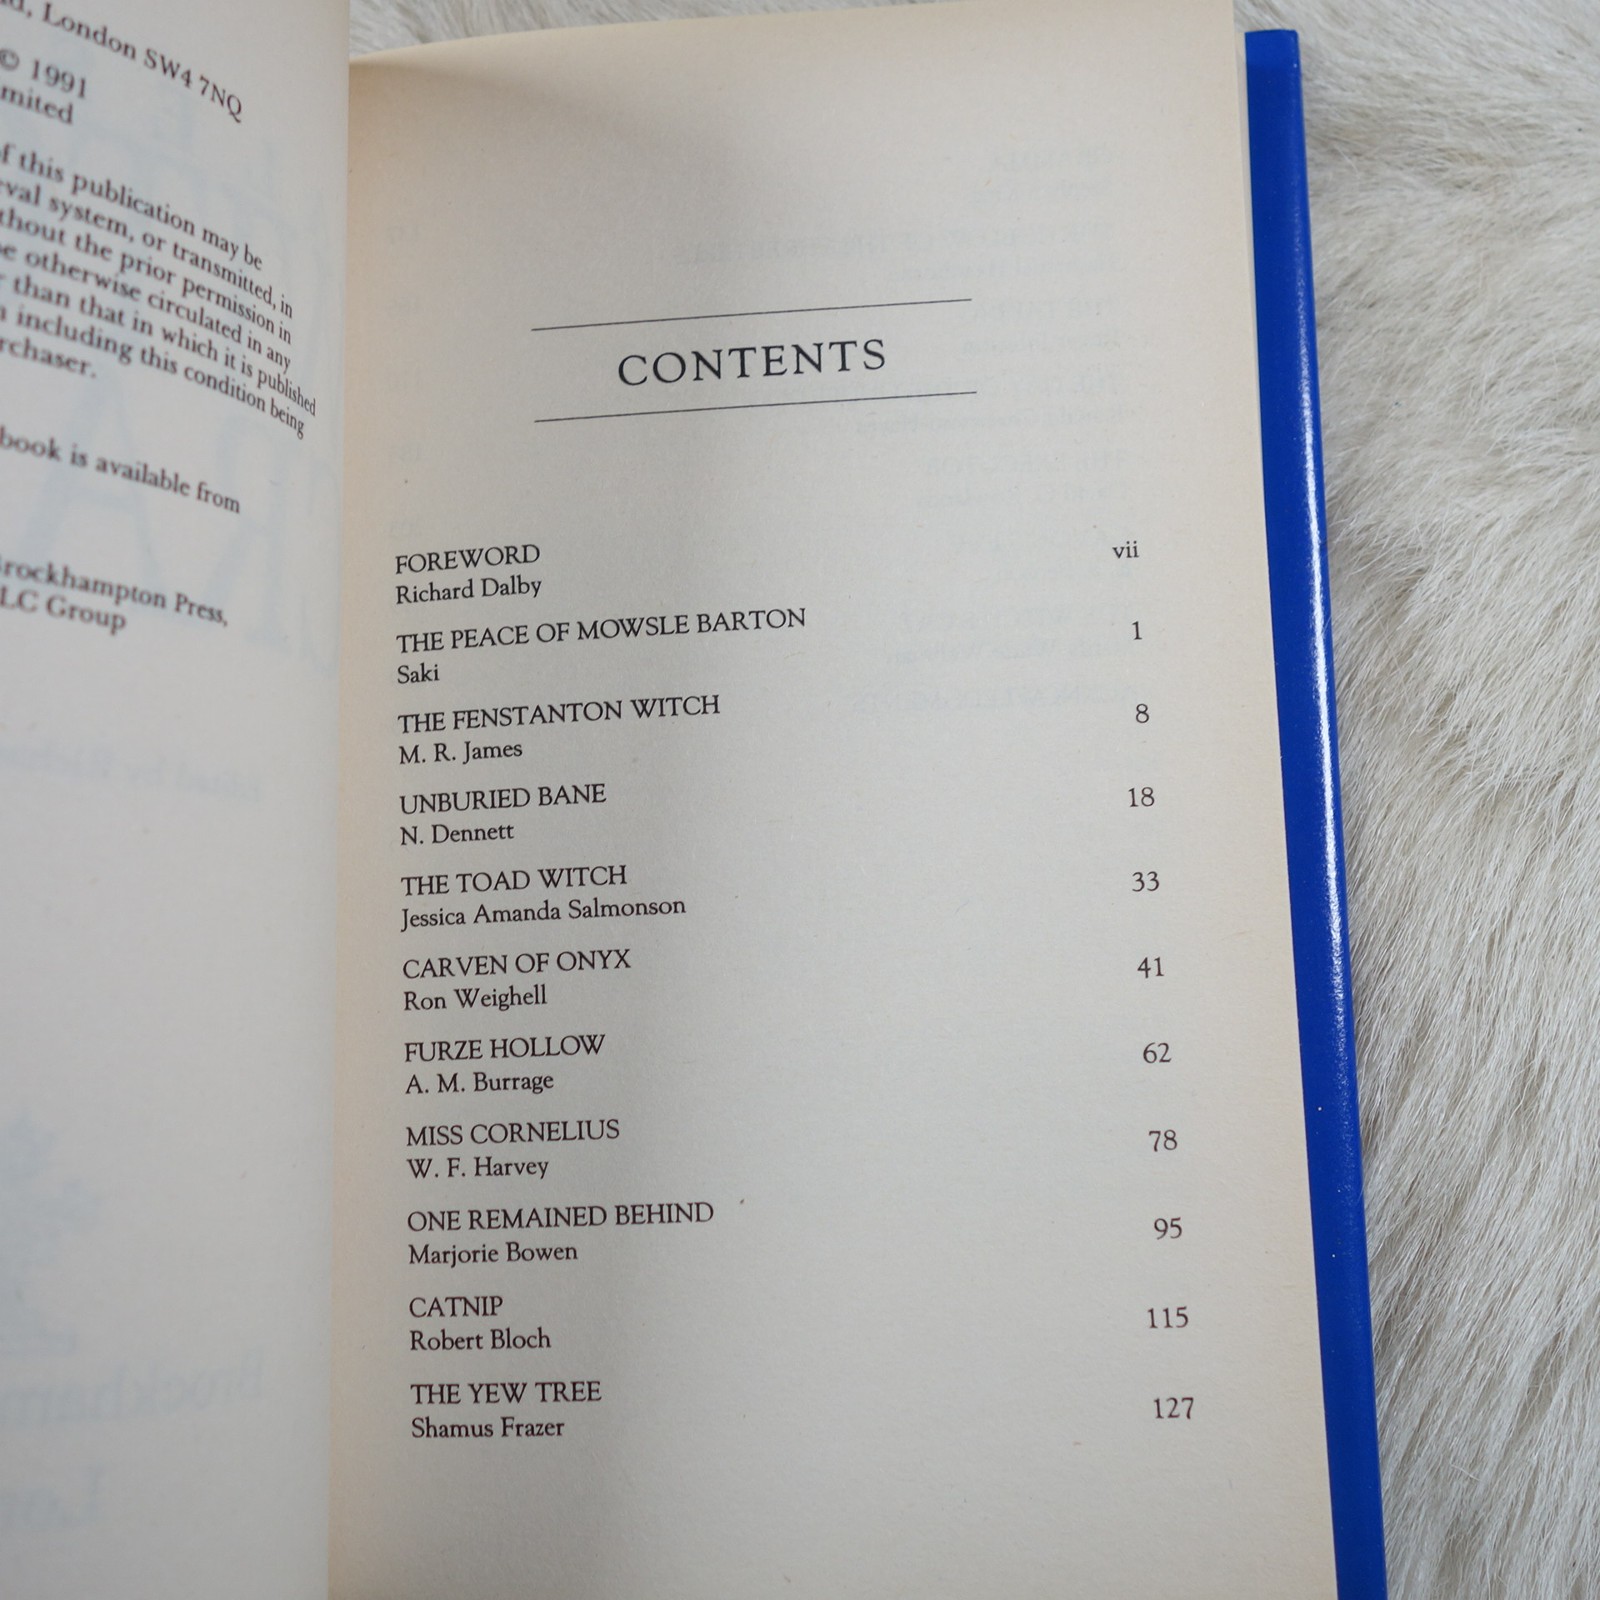 London SW4 7NQ
© 1991
of this publication may be
system, or transmitted, in
the prior permission in
otherwise circulated in any
than that in which it is published
including this condition being
book is available from
Brockhampton Press,
Group
CONTENTS
FOREWORD vii
Richard Dalby
THE PEACE OF MOWSLE BARTON 1
Saki
THE FENSTANTON WITCH 8
M. R. James
UNBURIED BANE 18
N. Dennett
THE TOAD WITCH 33
Jessica Amanda Salmonson
CARVEN OF ONYX 41
Ron Weighell
FURZE HOLLOW 62
A. M. Burrage
MISS CORNELIUS 78
W. F. Harvey
ONE REMAINED BEHIND 95
Marjorie Bowen
CATNIP 115
Robert Bloch
THE YEW TREE 127
Shamus Frazer